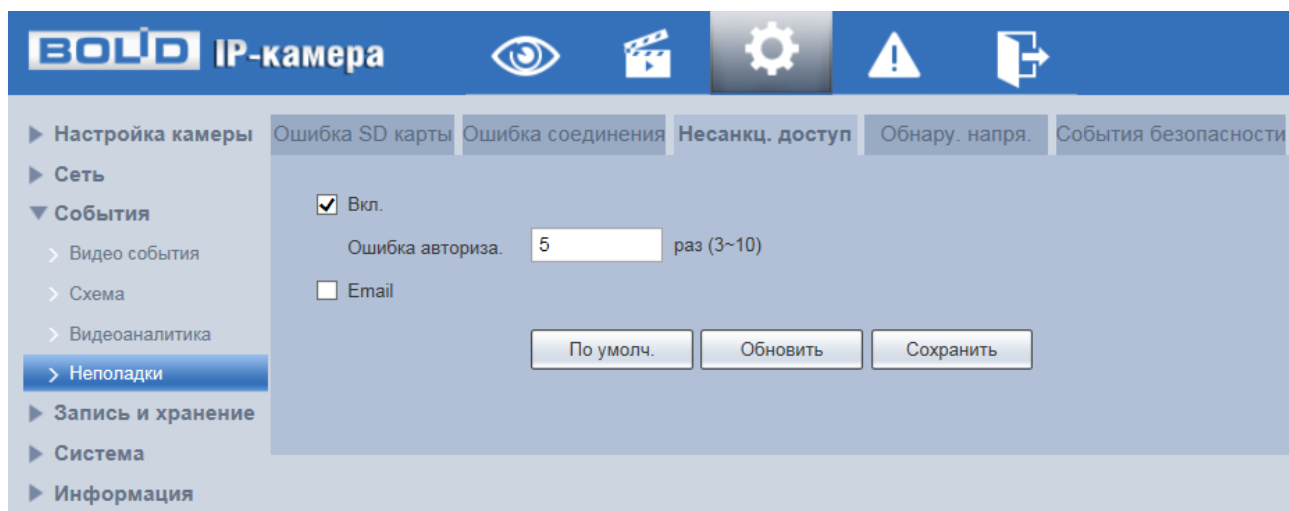 BOLID IP-камера
Настройка камеры
Ошибка SD карты Ошибка соединения Несанкц. доступ Обнару. напря. События безопасности
Сеть
Вкл.
События
Ошибка авториза. 5 раз (3~10)
Видео события
Email
Схема
Видеоаналитика
По умолч. Обновить Сохранить
Неполадки
Запись и хранение
Система
Информация